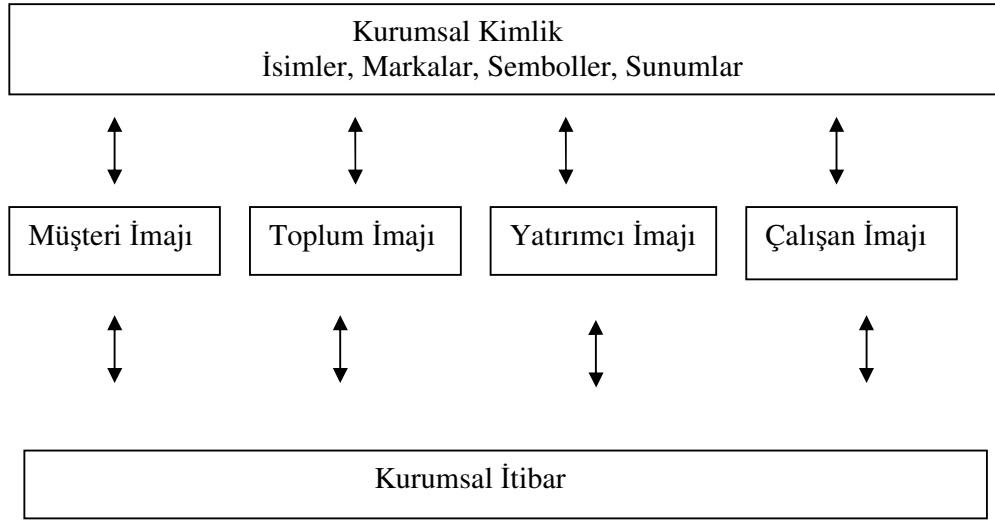 Kurumsal Kimlik
İsimler, Markalar, Semboller, Sunumlar
Müşteri İmajı
Toplum İmajı
Yatırımcı İmajı
Çalışan İmajı
Kurumsal İtibar